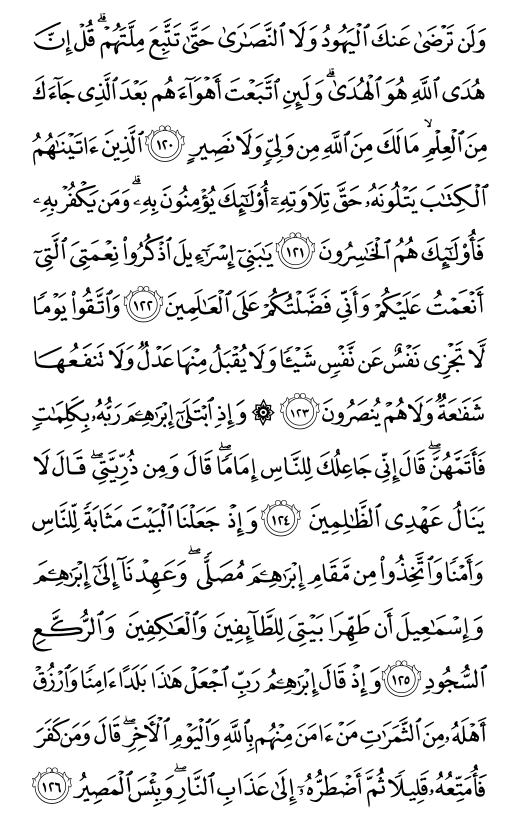 وَلَن تَرۡضَىٰ عَنكَ ٱلۡيَهُودُ وَلَا ٱلنَّصَٰرَىٰ حَتَّىٰ تَتَّبِعَ مِلَّتَهُمۡۗ قُلۡ إِنَّ
هُدَى ٱللَّهِ هُوَ ٱلۡهُدَىٰۗ وَلَئِنِ ٱتَّبَعۡتَ أَهۡوَآءَهُم بَعۡدَ ٱلَّذِي جَآءَكَ
مِنَ ٱلۡعِلۡمِ مَا لَكَ مِنَ ٱللَّهِ مِن وَلِيّٖ وَلَا نَصِيرٍ ١٢٠ ٱلَّذِينَ ءَاتَيۡنَٰهُمُ
ٱلۡكِتَٰبَ يَتۡلُونَهُۥ حَقَّ تِلَاوَتِهِۦٓ أُوْلَٰٓئِكَ يُؤۡمِنُونَ بِهِۦۗ وَمَن يَكۡفُرۡ بِهِۦ
فَأُوْلَٰٓئِكَ هُمُ ٱلۡخَٰسِرُونَ ١٢١ يَٰبَنِيٓ إِسۡرَٰٓءِيلَ ٱذۡكُرُواْ نِعۡمَتِيَ ٱلَّتِيٓ
أَنۡعَمۡتُ عَلَيۡكُمۡ وَأَنِّي فَضَّلۡتُكُمۡ عَلَى ٱلۡعَٰلَمِينَ ١٢٢ وَٱتَّقُواْ يَوۡمٗا
لَّا تَجۡزِي نَفۡسٌ عَن نَّفۡسٖ شَيۡـٔٗا وَلَا يُقۡبَلُ مِنۡهَا عَدۡلٞ وَلَا تَنفَعُهَا
شَفَٰعَةٞ وَلَا هُمۡ يُنصَرُونَ ١٢٣ ۞ وَإِذِ ٱبۡتَلَىٰٓ إِبۡرَٰهِـۧمَ رَبُّهُۥ بِكَلِمَٰتٖ
فَأَتَمَّهُنَّۖ قَالَ إِنِّي جَاعِلُكَ لِلنَّاسِ إِمَامٗاۖ قَالَ وَمِن ذُرِّيَّتِيۖ قَالَ لَا
يَنَالُ عَهۡدِي ٱلظَّٰلِمِينَ ١٢٤ وَإِذۡ جَعَلۡنَا ٱلۡبَيۡتَ مَثَابَةٗ لِّلنَّاسِ
وَأَمۡنٗا وَٱتَّخِذُواْ مِن مَّقَامِ إِبۡرَٰهِـۧمَ مُصَلّٗىۖ وَعَهِدۡنَآ إِلَىٰٓ إِبۡرَٰهِـۧمَ
وَإِسۡمَٰعِيلَ أَن طَهِّرَا بَيۡتِيَ لِلطَّآئِفِينَ وَٱلۡعَٰكِفِينَ وَٱلرُّكَّعِ
ٱلسُّجُودِ ١٢٥ وَإِذۡ قَالَ إِبۡرَٰهِـۧمُ رَبِّ ٱجۡعَلۡ هَٰذَا بَلَدًا ءَامِنٗا وَٱرۡزُقۡ
أَهۡلَهُۥ مِنَ ٱلثَّمَرَٰتِ مَنۡ ءَامَنَ مِنۡهُم بِٱللَّهِ وَٱلۡيَوۡمِ ٱلۡأٓخِرِۖ قَالَ وَمَن كَفَرَ
فَأُمَتِّعُهُۥ قَلِيلٗا ثُمَّ أَضۡطَرُّهُۥٓ إِلَىٰ عَذَابِ ٱلنَّارِۖ وَبِئۡسَ ٱلۡمَصِيرُ ١٢٦